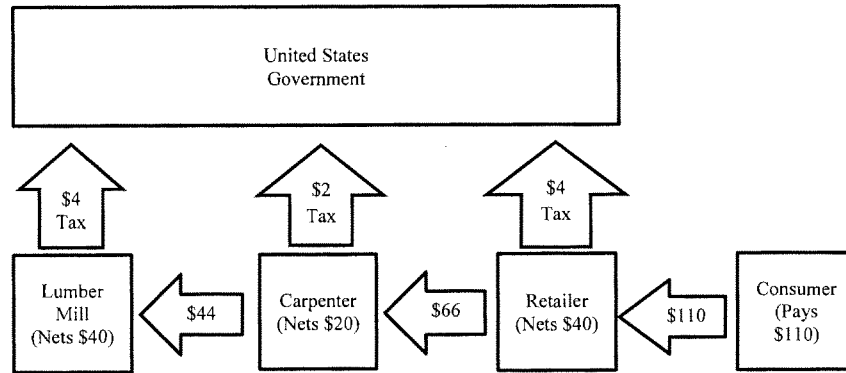 United States
Government
$4
Tax
$2
Tax
$4
Tax
Lumber
Mill
(Nets $40)
$44
Carpenter
(Nets $20)
$66
Retailer
(Nets $40)
$110
Consumer
(Pays
$110)